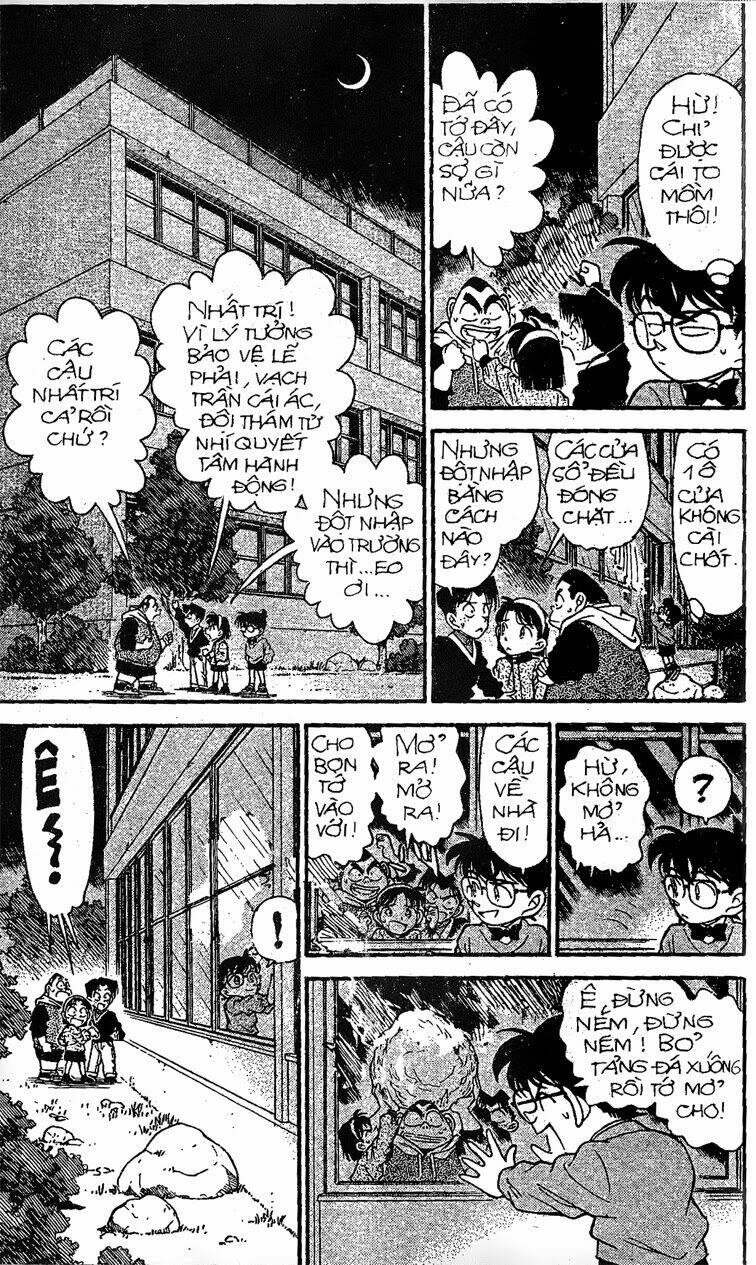 CÁC
CẬU
NHẤT TRÍ
CẢ RỒI
CHỨ?
NHẤT TRÍ!
VÌ LÝ TƯỞNG
BẢO VỆ LẼ
PHẢI, VẠCH
TRẦN CÁI ÁC,
ĐỘI THÁM TỬ
NHÍ QUYẾT
TÂM HÀNH
ĐỘNG!
NHƯNG
ĐỘT NHẬP
VÀO TRƯỜNG
THÌ...EO
ƠI...
ĐÃ CÓ
TỚ ĐÂY,
CẬU CÒN
SỢ GÌ
NỮA?
HỪ!
CHỈ
ĐƯỢC
CÁI TO
MỒM
THÔI!
NHƯNG
ĐỘT NHẬP
BẰNG
CÁCH
NÀO
ĐÂY?
CÁC CỬA
SỔ ĐỀU
ĐÓNG
CHẶT...
CÓ
1 Ô
CỬA
KHÔNG
CÀI
CHỐT.
Ê...!
!
CHO
BỌN
TỚ
VÀO
VỚI!
MỞ
RA!
MỞ
RA!
CÁC
CẬU
VỀ
NHÀ
ĐI!
HỪ,
KHÔNG
MỞ
HẢ...
?
Ê, ĐỪNG
NÉM, ĐỪNG
NÉM! BỎ
TẢNG ĐÁ XUỐNG
RỒI TỚ MỞ
CHO!